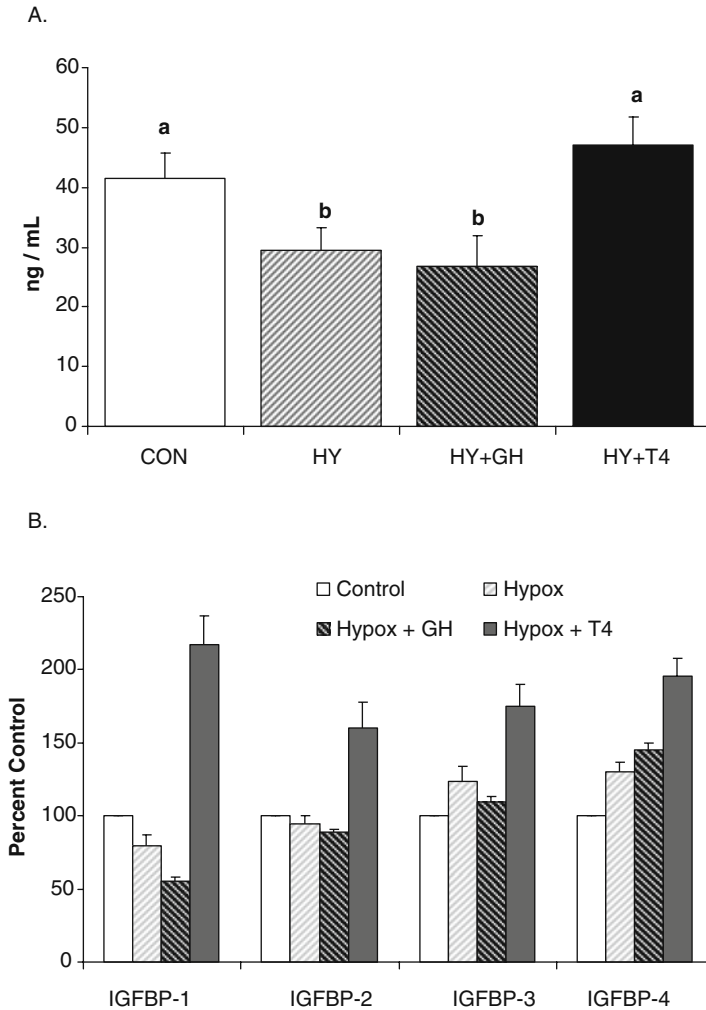 A.
60
50
40
30
20
10
0
ng / mL
a
b
b
a
CON HY HY+GH HY+T4
B.
250
200
150
100
50
0
Percent Control
Control Hypox
Hypox + GH Hypox + T4
IGFBP-1 IGFBP-2 IGFBP-3 IGFBP-4